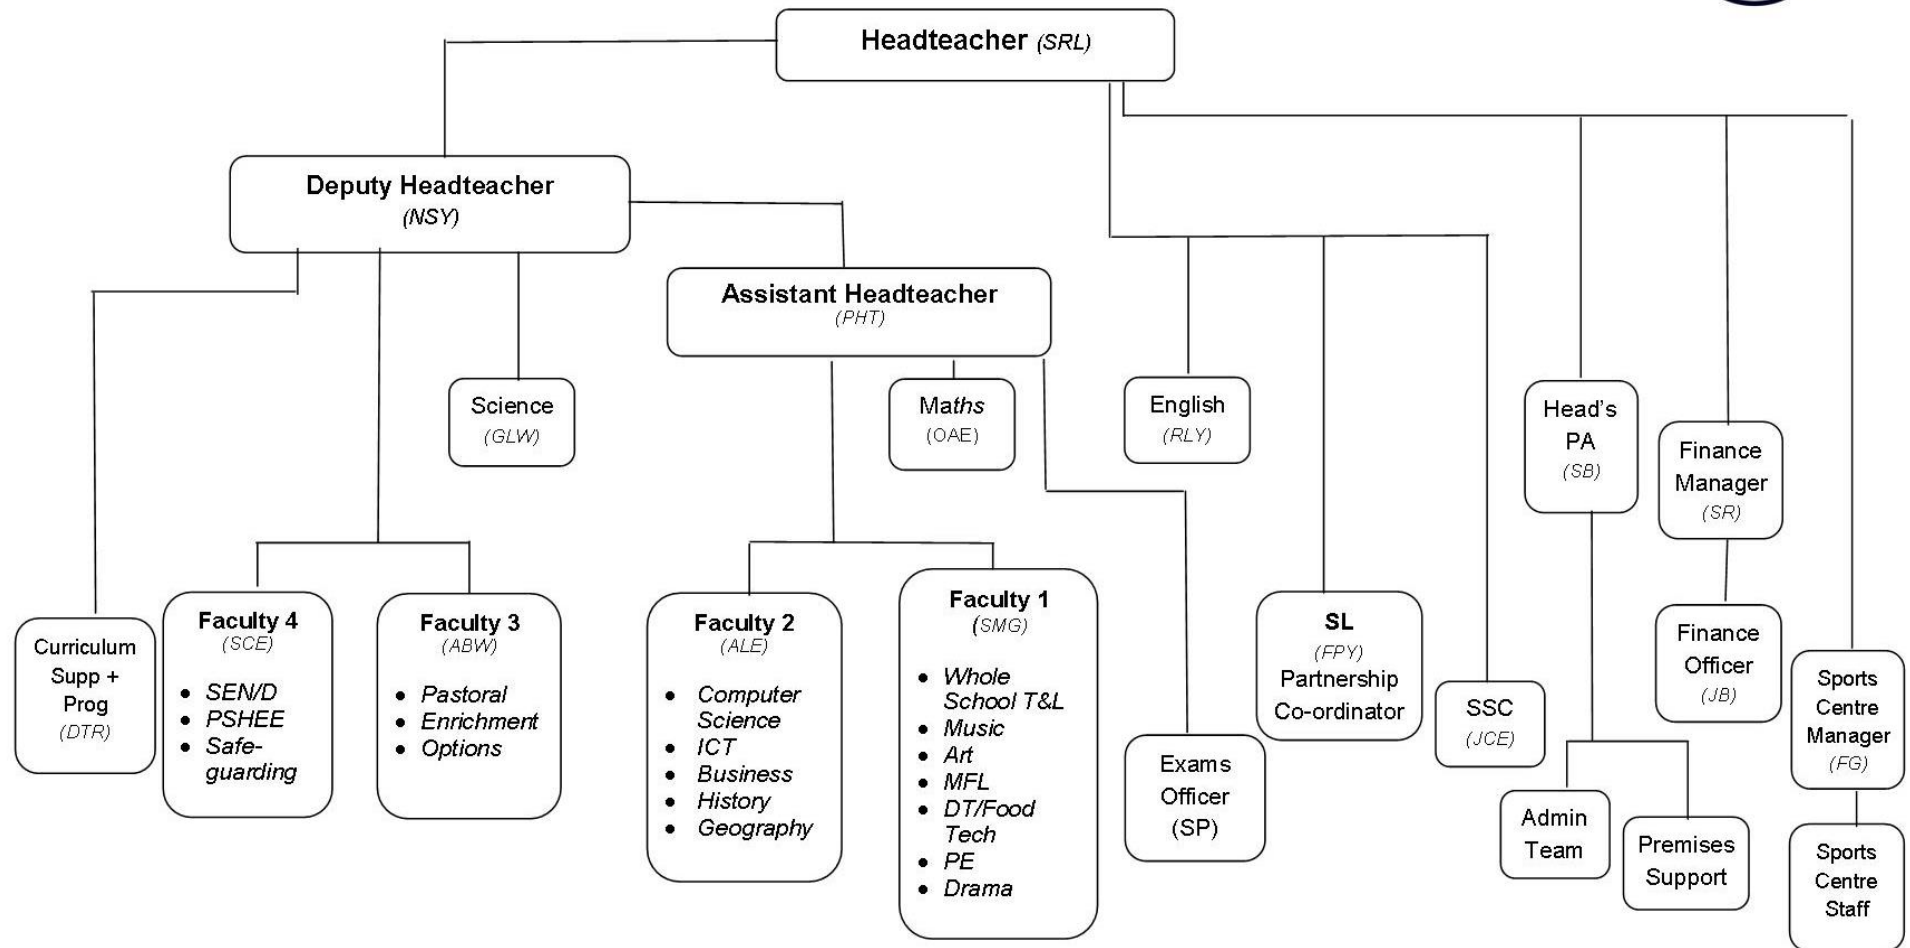 Headteacher (SRL)
Deputy Headteacher
(NSY)
Assistant Headteacher
(PHT)
Science
(GLW)
Maths
(OAE)
English
(RLY)
Head’s
PA
(SB)
Finance
Manager
(SR)
Curriculum
Supp +
Prog
(DTR)
Faculty 4
(SCE)
• SEN/D
• PSHEE
• Safe-
guarding
Faculty 3
(ABW)
• Pastoral
• Enrichment
• Options
Faculty 2
(ALE)
• Computer
Science
• ICT
• Business
• History
• Geography
Faculty 1
(SMG)
• Whole
School T&L
• Music
• Art
• MFL
• DT/Food
Tech
• PE
• Drama
Exams
Officer
(SP)
SL
(FPY)
Partnership
Co-ordinator
SSC
(JCE)
Finance
Officer
(JB)
Sports
Centre
Manager
(FG)
Admin
Team
Premises
Support
Sports
Centre
Staff